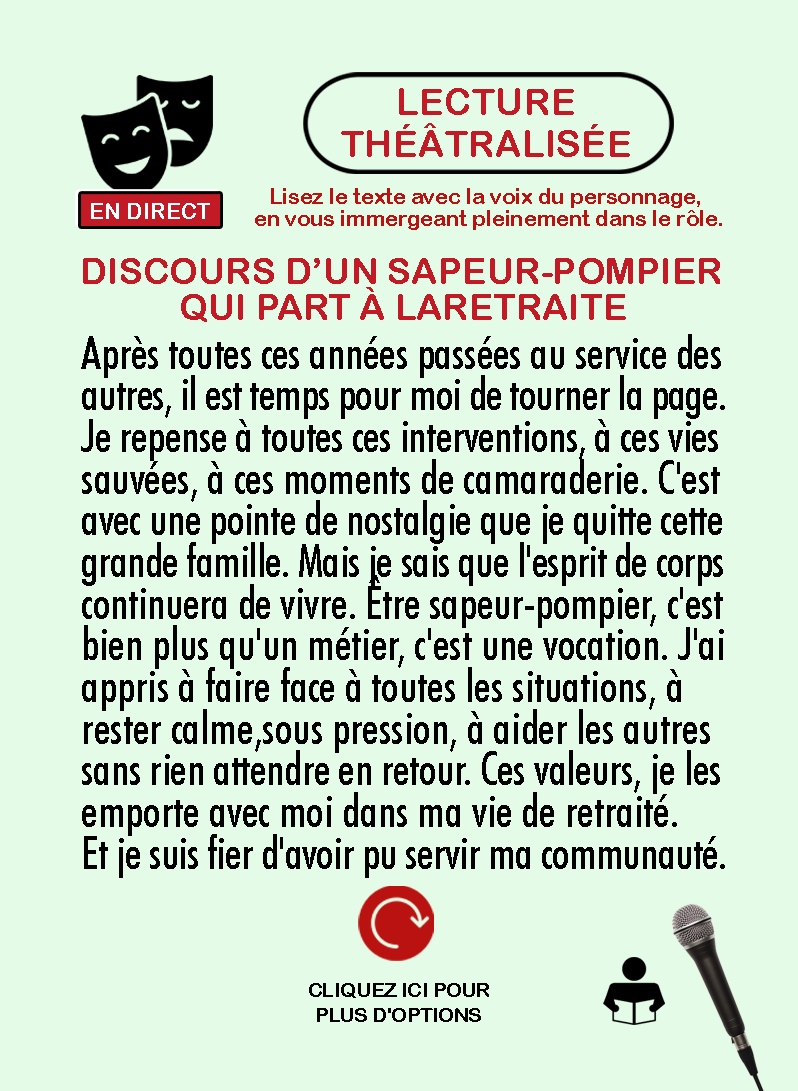 LECTURE
THÉÂTRALISÉE
EN DIRECT
Lisez le texte avec la voix du personnage,
en vous immergeant pleinement dans le rôle.
DISCOURS D’UN SAPEUR-POMPIER
QUI PART À LARETRAITE
Après toutes ces années passées au service des
autres, il est temps pour moi de tourner la page.
Je repense à toutes ces interventions, à ces vies
sauvées, à ces moments de camaraderie. C'est
avec une pointe de nostalgie que je quitte cette
grande famille. Mais je sais que l'esprit de corps
continuera de vivre. Être sapeur-pompier, c'est
bien plus qu'un métier, c'est une vocation. J'ai
appris à faire face à toutes les situations, à
rester calme,sous pression, à aider les autres
sans rien attendre en retour. Ces valeurs, je les
emporte avec moi dans ma vie de retraité.
Et je suis fier d'avoir pu servir ma communauté.
CLIQUEZ ICI POUR
PLUS D'OPTIONS